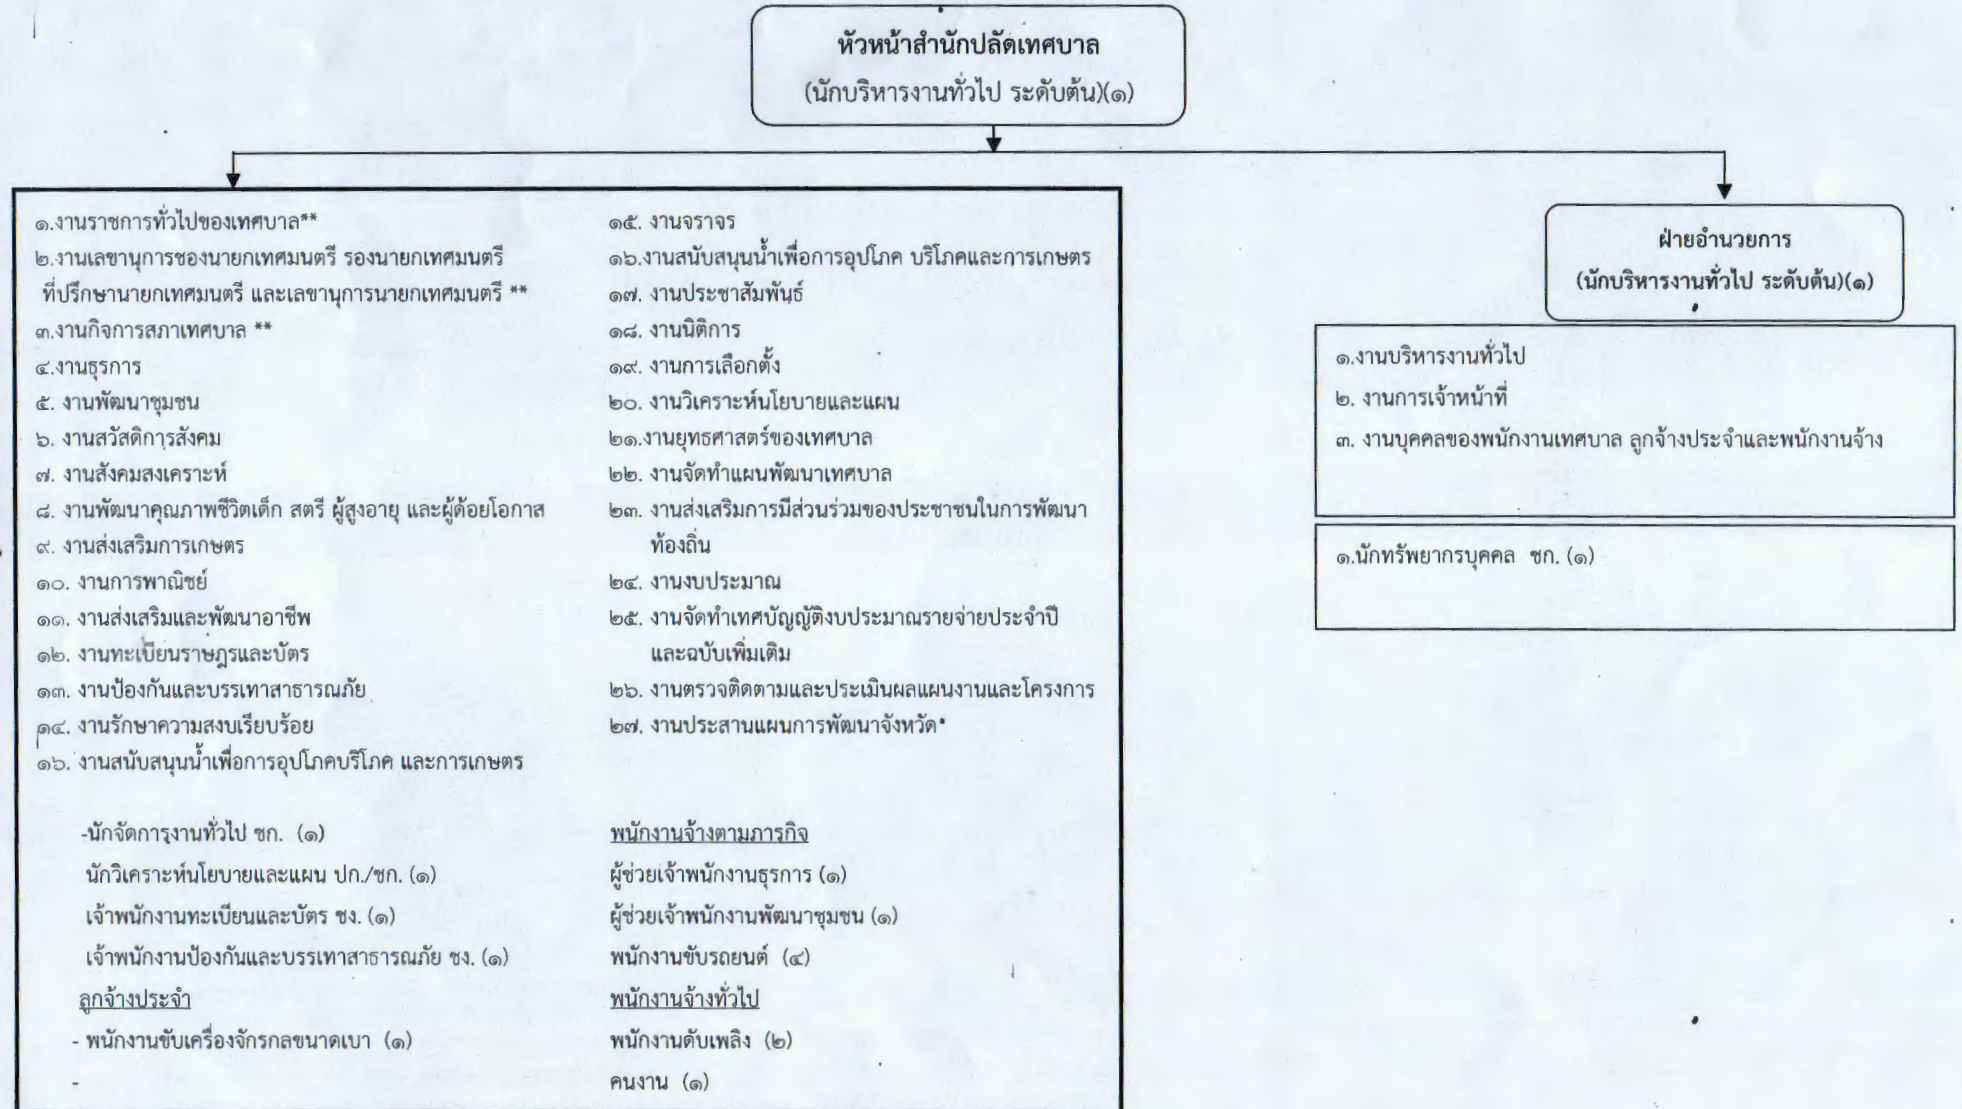 หัวหน้าสำนักปลัดเทศบาล
(นักบริหารงานทั่วไป ระดับต้น)(๑)
๑.งานราชการทั่วไปของเทศบาล**
๒.งานเลขานุการของนายกเทศมนตรี รองนายกเทศมนตรี
ที่ปรึกษานายกเทศมนตรี และเลขานุการนายกเทศมนตรี **
๓.งานกิจการสภาเทศบาล **
๔.งานธุรการ
๕. งานพัฒนาชุมชน
๖. งานสวัสดิการสังคม
๗. งานสังคมสงเคราะห์
๘. งานพัฒนาคุณภาพชีวิตเด็ก สตรี ผู้สูงอายุ และผู้ด้อยโอกาส
๙. งานส่งเสริมการเกษตร
๑๐. งานการพาณิชย์
๑๑. งานส่งเสริมและพัฒนาอาชีพ
๑๒. งานทะเบียนราษฎรและบัตร
๑๓. งานป้องกันและบรรเทาสาธารณภัย
๑๔. งานรักษาความสงบเรียบร้อย
๑๖. งานสนับสนุนน้ำเพื่อการอุปโภคบริโภค และการเกษตร
๑๕. งานจราจร
๑๖.งานสนับสนุนน้ำเพื่อการอุปโภค บริโภคและการเกษตร
๑๗. งานประชาสัมพันธ์
๑๘. งานนิติการ
๑๙. งานการเลือกตั้ง
๒๐. งานวิเคราะห์นโยบายและแผน
๒๑.งานยุทธศาสตร์ของเทศบาล
๒๒. งานจัดทำแผนพัฒนาเทศบาล
๒๓. งานส่งเสริมการมีส่วนร่วมของประชาชนในการพัฒนา
ท้องถิ่น
๒๔. งานงบประมาณ
๒๕. งานจัดทำเทศบัญญัติงบประมาณรายจ่ายประจำปี
และฉบับเพิ่มเติม
๒๖. งานตรวจติดตามและประเมินผลแผนงานและโครงการ
๒๗. งานประสานแผนการพัฒนาจังหวัด*
-นักจัดการงานทั่วไป ชก. (๑)
นักวิเคราะห์นโยบายและแผน ปก./ชก. (๑)
เจ้าพนักงานทะเบียนและบัตร ชง. (๑)
เจ้าพนักงานป้องกันและบรรเทาสาธารณภัย ชง. (๑)
ลูกจ้างประจำ
- พนักงานขับเครื่องจักรกลขนาดเบา (๑)
-
พนักงานจ้างตามภารกิจ
ผู้ช่วยเจ้าพนักงานธุรการ (๑)
ผู้ช่วยเจ้าพนักงานพัฒนาชุมชน (๑)
พนักงานขับรถยนต์ (๔)
พนักงานจ้างทั่วไป
พนักงานดับเพลิง (๒)
คนงาน (๑)
ฝ่ายอำนวยการ
(นักบริหารงานทั่วไป ระดับต้น)(๑)
๑.งานบริหารงานทั่วไป
๒. งานการเจ้าหน้าที่
๓. งานบุคคลของพนักงานเทศบาล ลูกจ้างประจำและพนักงานจ้าง
๑.นักทรัพยากรบุคคล ชก. (๑)